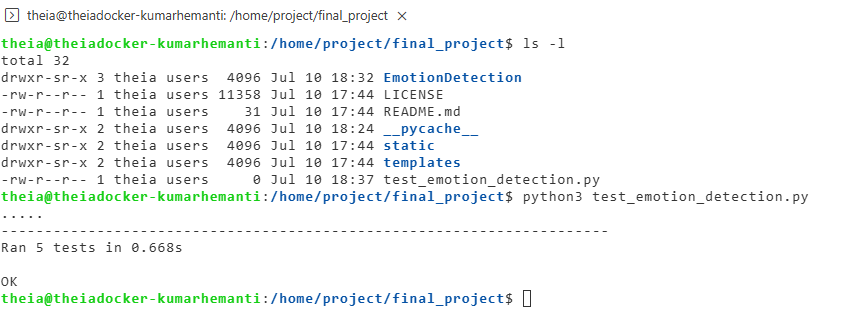 theia@theiadocker-kumarhemanti: /home/project/final_project ×
theia@theiadocker-kumarhemanti:/home/project/final_project$ ls -l
total 32
drwxr-sr-x 3 theia users  4096 Jul 10 18:32 EmotionDetection
-rw-r--r-- 1 theia users 11358 Jul 10 17:44 LICENSE
-rw-r--r-- 1 theia users    31 Jul 10 17:44 README.md
drwxr-sr-x 2 theia users  4096 Jul 10 18:24 __pycache__
drwxr-sr-x 2 theia users  4096 Jul 10 17:44 static
drwxr-sr-x 2 theia users  4096 Jul 10 17:44 templates
-rw-r--r-- 1 theia users     0 Jul 10 18:37 test_emotion_detection.py
theia@theiadocker-kumarhemanti:/home/project/final_project$ python3 test_emotion_detection.py
.....
----------------------------------------------------------------------
Ran 5 tests in 0.668s
OK
theia@theiadocker-kumarhemanti:/home/project/final_project$